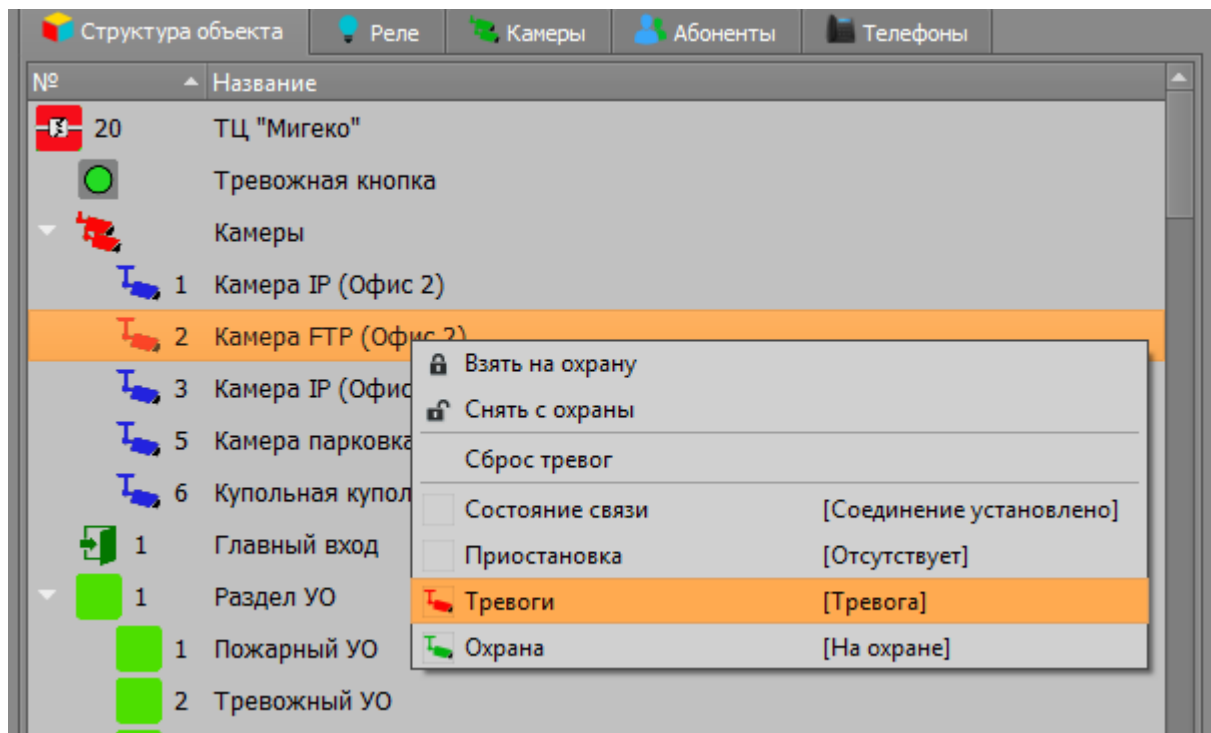 Структура объекта Реле Камеры Абоненты Телефоны
№ Название
20 ТЦ "Мигеко"
Тревожная кнопка
Камеры
1 Камера IP (Офис 2)
2 Камера FTP (Офис 2)
Взять на охрану
3 Камера IP (Офис
Снять с охраны
5 Камера парковка
Сброс тревог
6 Купольная купол
Состояние связи [Соединение установлено]
1 Главный вход
Приостановка [Отсутствует]
1 Раздел УО
Тревоги [Тревога]
1 Пожарный УО
Охрана [На охране]
2 Тревожный УО